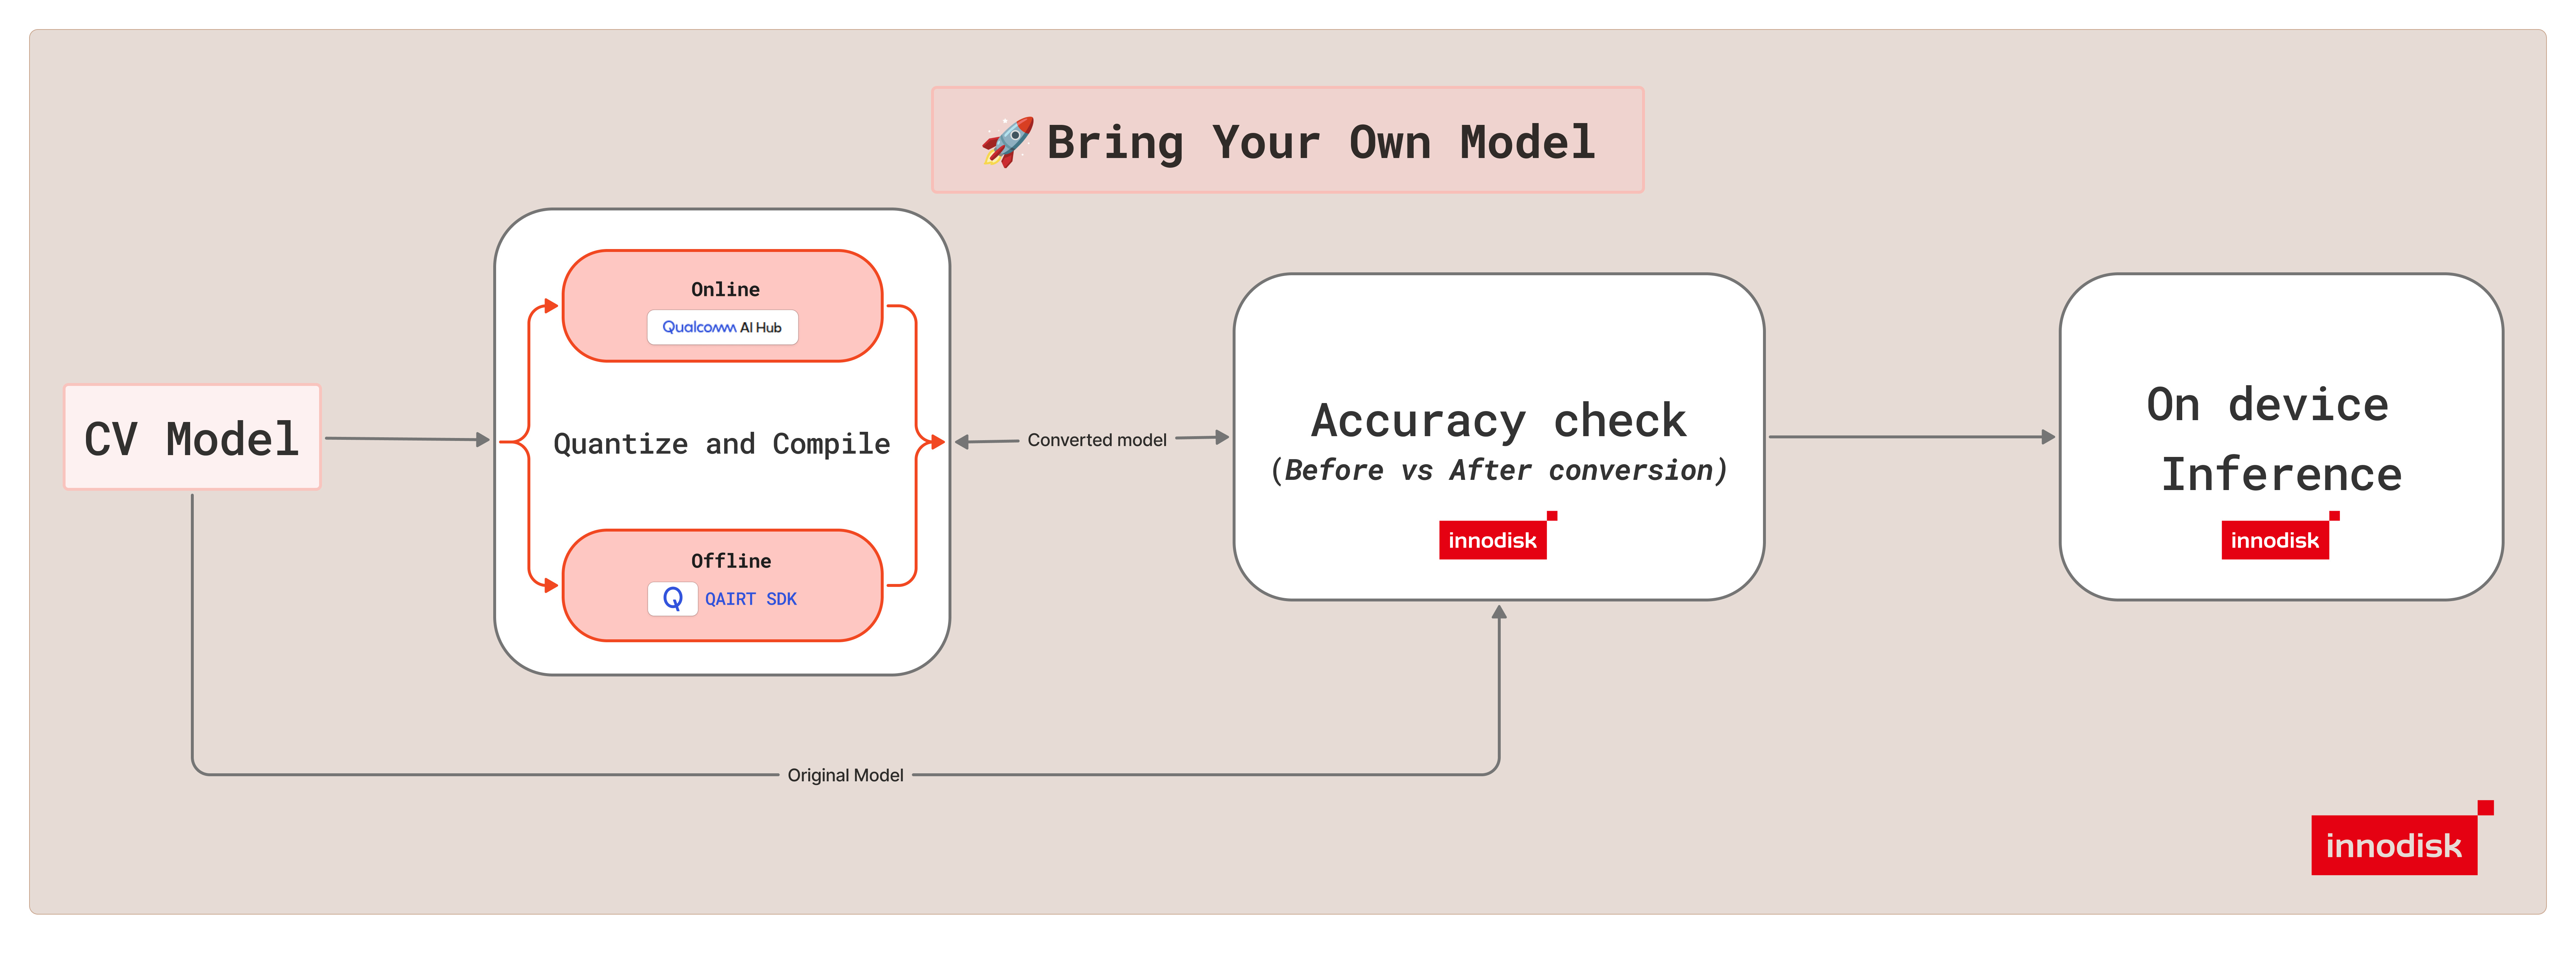 Bring Your Own Model
CV Model
Online
Qualcomm AI Hub
Quantize and Compile
Offline
Q QAIRT SDK
Converted model
Accuracy check
(Before vs After conversion)
innodisk
On device
Inference
innodisk
Original Model
innodisk